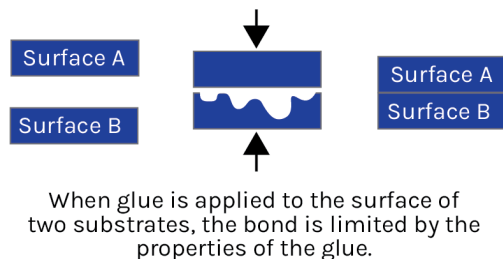 Surface A
Surface B
Surface A
Surface B
When glue is applied to the surface of
two substrates, the bond is limited by the
properties of the glue.